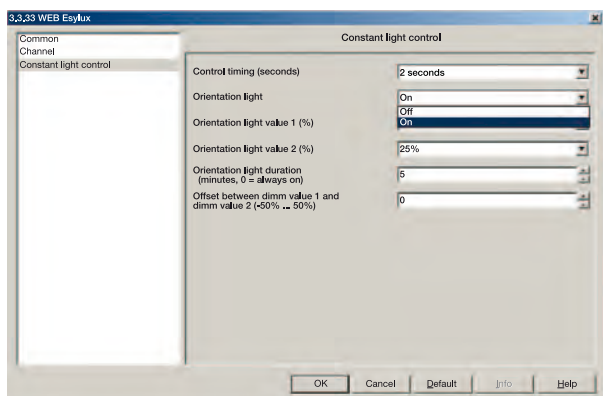 3,3,33 WEB Esylux
Common
Channel
Constant light control
Constant light control
Control timing (seconds)
2 seconds
Orientation light
On
Off
On
Orientation light value 1 (%)
Orientation light value 2 (%)
25%
Orientation light duration
(minutes, 0 = always on)
5
Offset between dimm value 1 and
dimm value 2 (-50% ... 50%)
0
OK Cancel Default Info Help